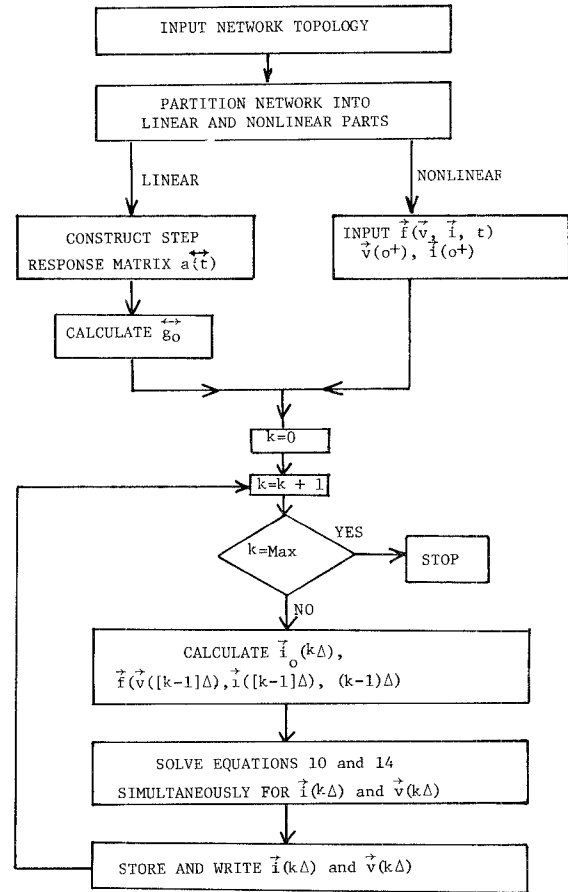 INPUT NETWORK TOPOLOGY
PARTITION NETWORK INTO
LINEAR AND NONLINEAR PARTS
LINEAR
NONLINEAR
CONSTRUCT STEP
RESPONSE MATRIX a⃡(t)
INPUT f⃗(v⃗, i⃗, t)
v⃗(o+), i⃗(o+)
CALCULATE g⃡o
k=0
k=k + 1
k=Max
YES
STOP
NO
CALCULATE i⃗o(kΔ),
f⃗(v⃗([k-1]Δ),i⃗([k-1]Δ), (k-1)Δ)
SOLVE EQUATIONS 10 and 14
SIMULTANEOUSLY FOR i⃗(kΔ) and v⃗(kΔ)
STORE AND WRITE i⃗(kΔ) and v⃗(kΔ)